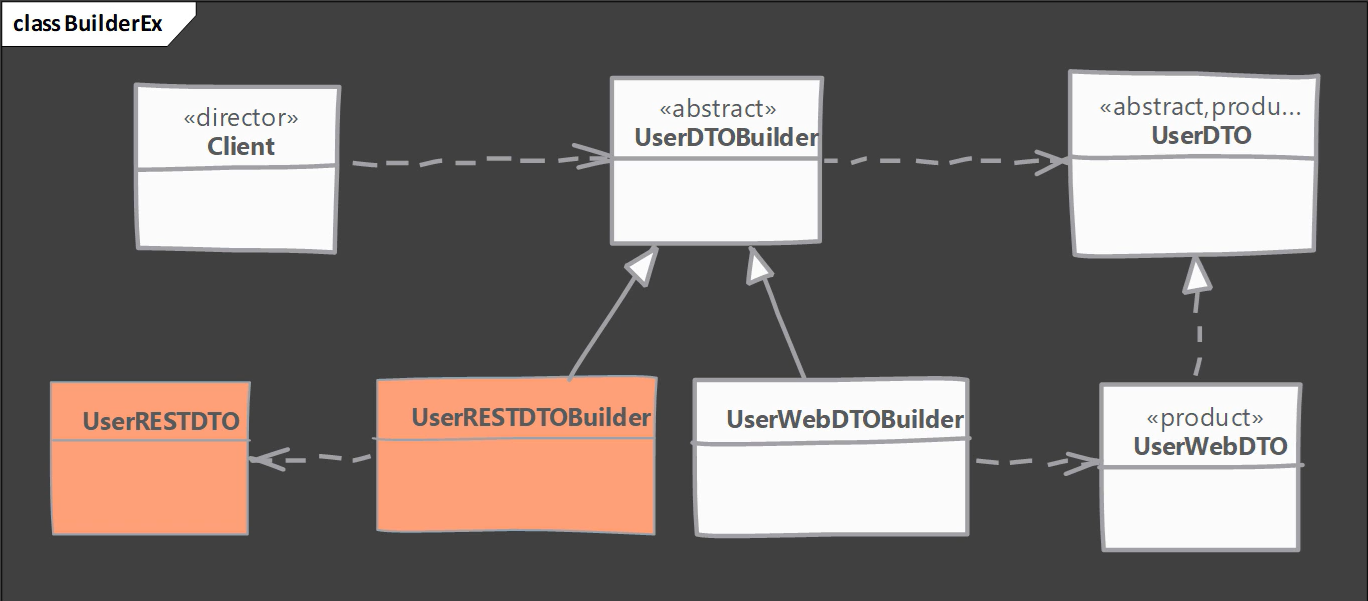 class BuilderEx
«director»
Client
«abstract»
UserDTOBuilder
«abstract,produ...
UserDTO
UserRESTDTO
UserRESTDTOBuilder
UserWebDTOBuilder
«product»
UserWebDTO